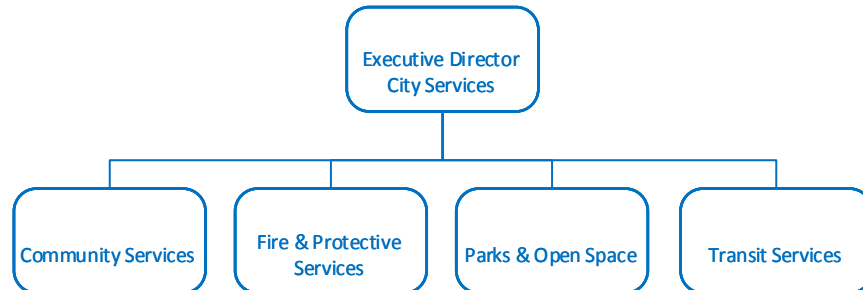 Executive Director
City Services
Community Services
Fire & Protective
Services
Parks & Open Space
Transit Services